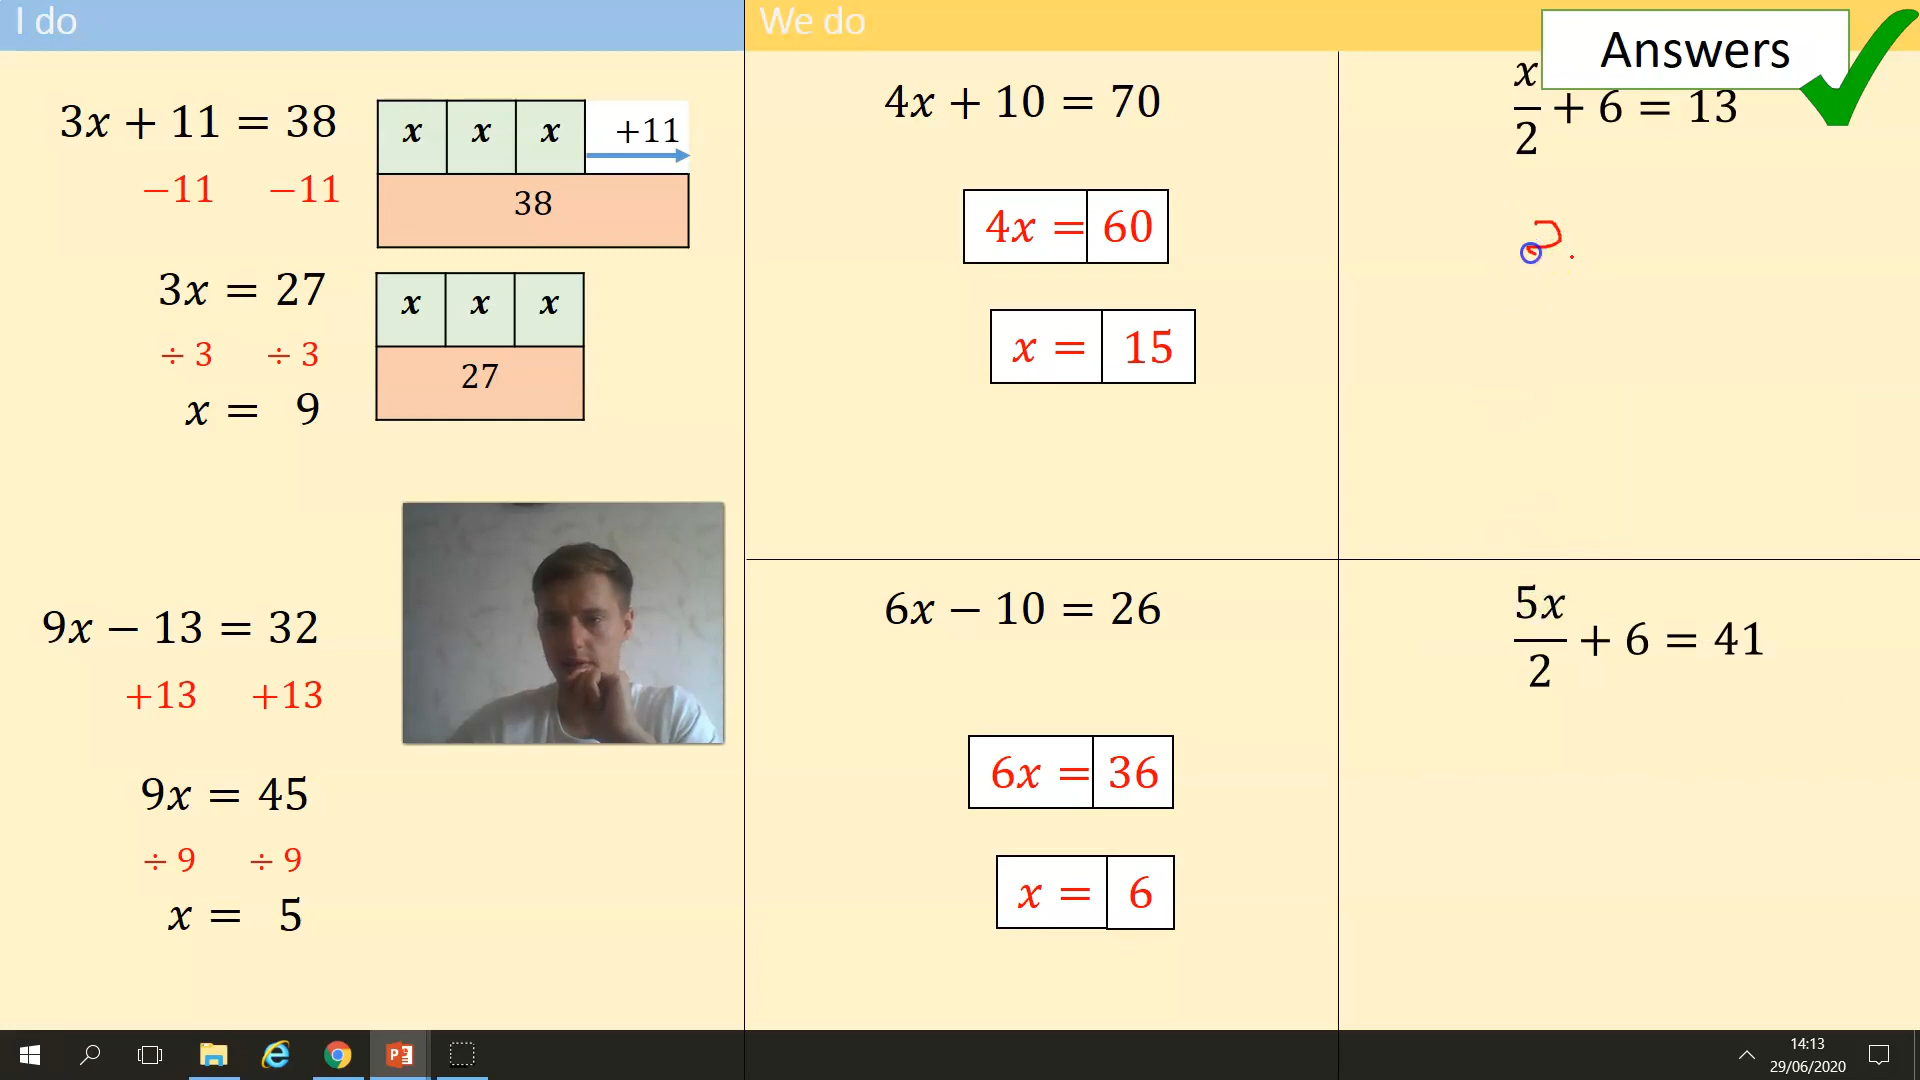 I do
3x + 11 = 38
−11 −11
3x = 27
÷ 3 ÷ 3
x = 9
x x x +11
38
x x x
27
9x − 13 = 32
+13 +13
9x = 45
÷ 9 ÷ 9
x = 5
We do
4x + 10 = 70
4x = 60
x = 15
6x − 10 = 26
6x = 36
x = 6
Answers
x/2 + 6 = 13
5x/2 + 6 = 41
14:13
29/06/2020